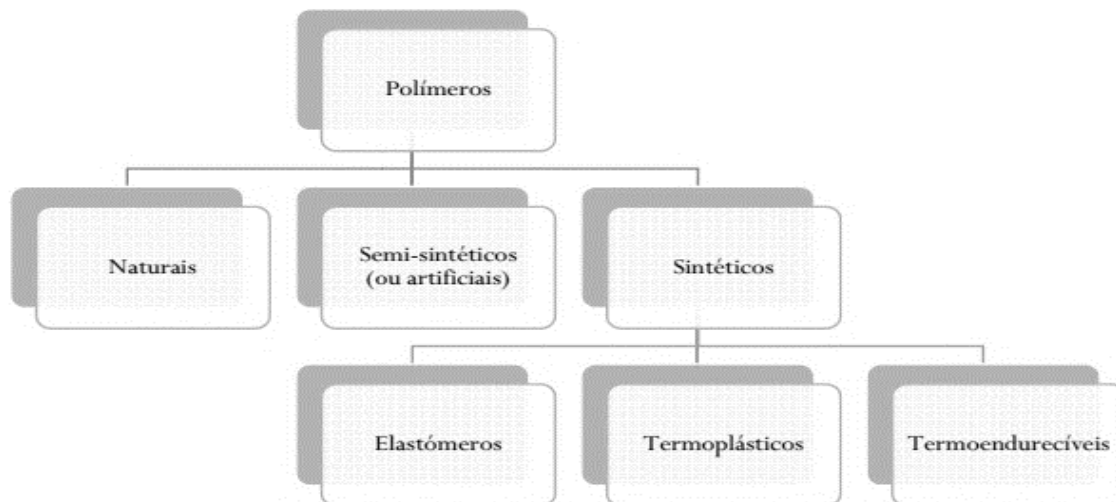 Polímeros
Naturais
Semi-sintéticos
(ou artificiais)
Sintéticos
Elastómeros
Termoplásticos
Termoendurecíveis